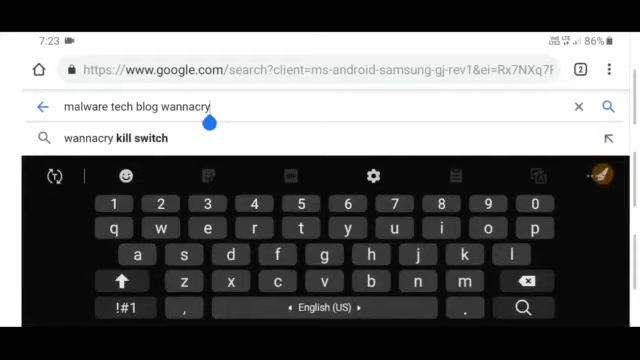 7:23 86%
https://www.google.com/search?client=ms-android-samsung-gj-rev1&ei=Rx7NXq7F 2
malware tech blog wannacry
wannacry kill switch
T
1 2 3 4 5 6 7 8 9 0
q w e r t y u i o p
a s d f g h j k l
z x c v b n m
!#1 , English (US) .